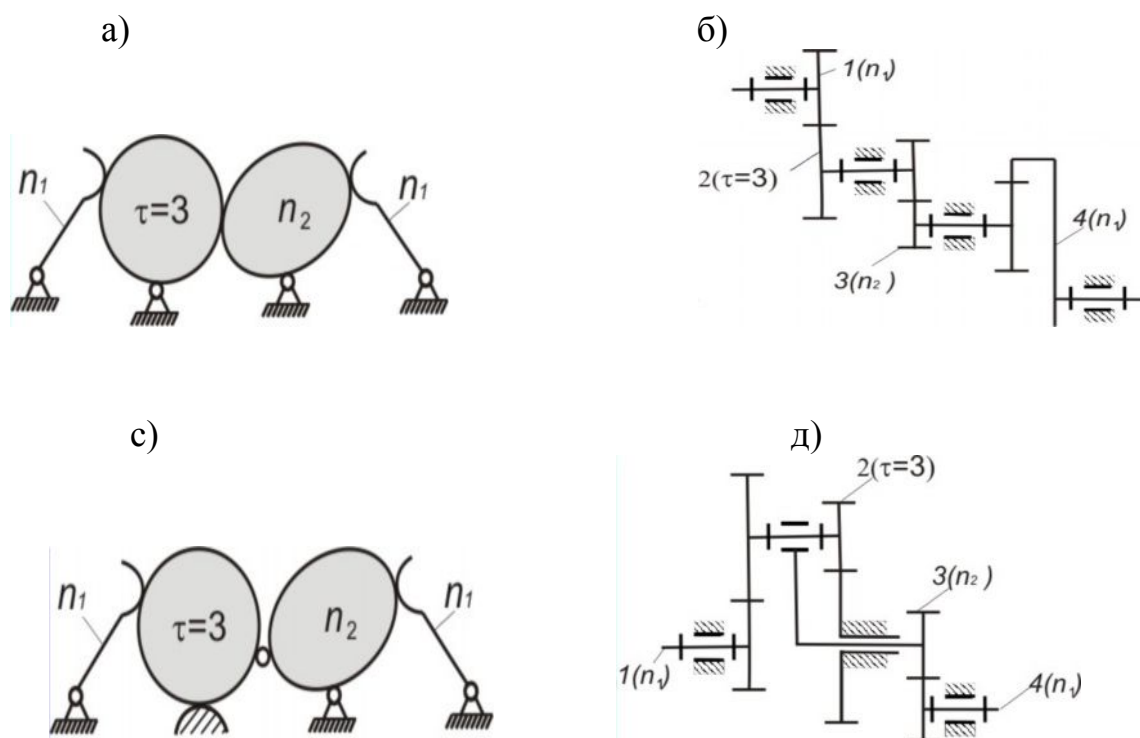 а)
б)
n₁
τ=3
n₂
n₁
1(n₁)
2(τ=3)
3(n₂)
4(n₁)
с)
д)
n₁
τ=3
n₂
n₁
2(τ=3)
3(n₂)
1(n₁)
4(n₁)